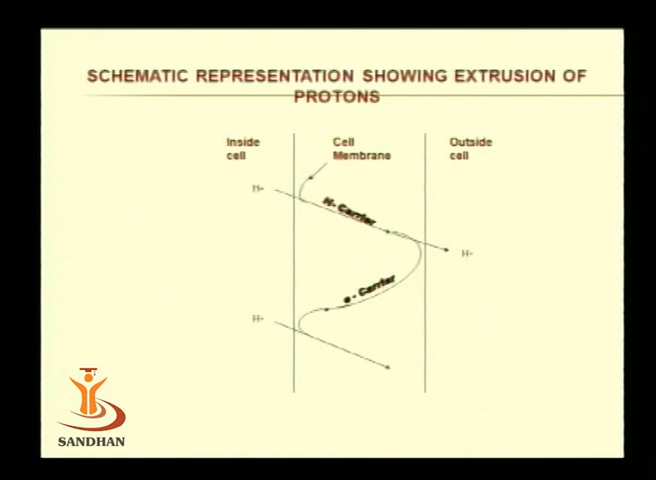 SCHEMATIC REPRESENTATION SHOWING EXTRUSION OF
PROTONS
Inside
cell
Cell
Membrane
Outside
cell
H+
H+ Carrier
H+
e - Carrier
H+
SANDHAN